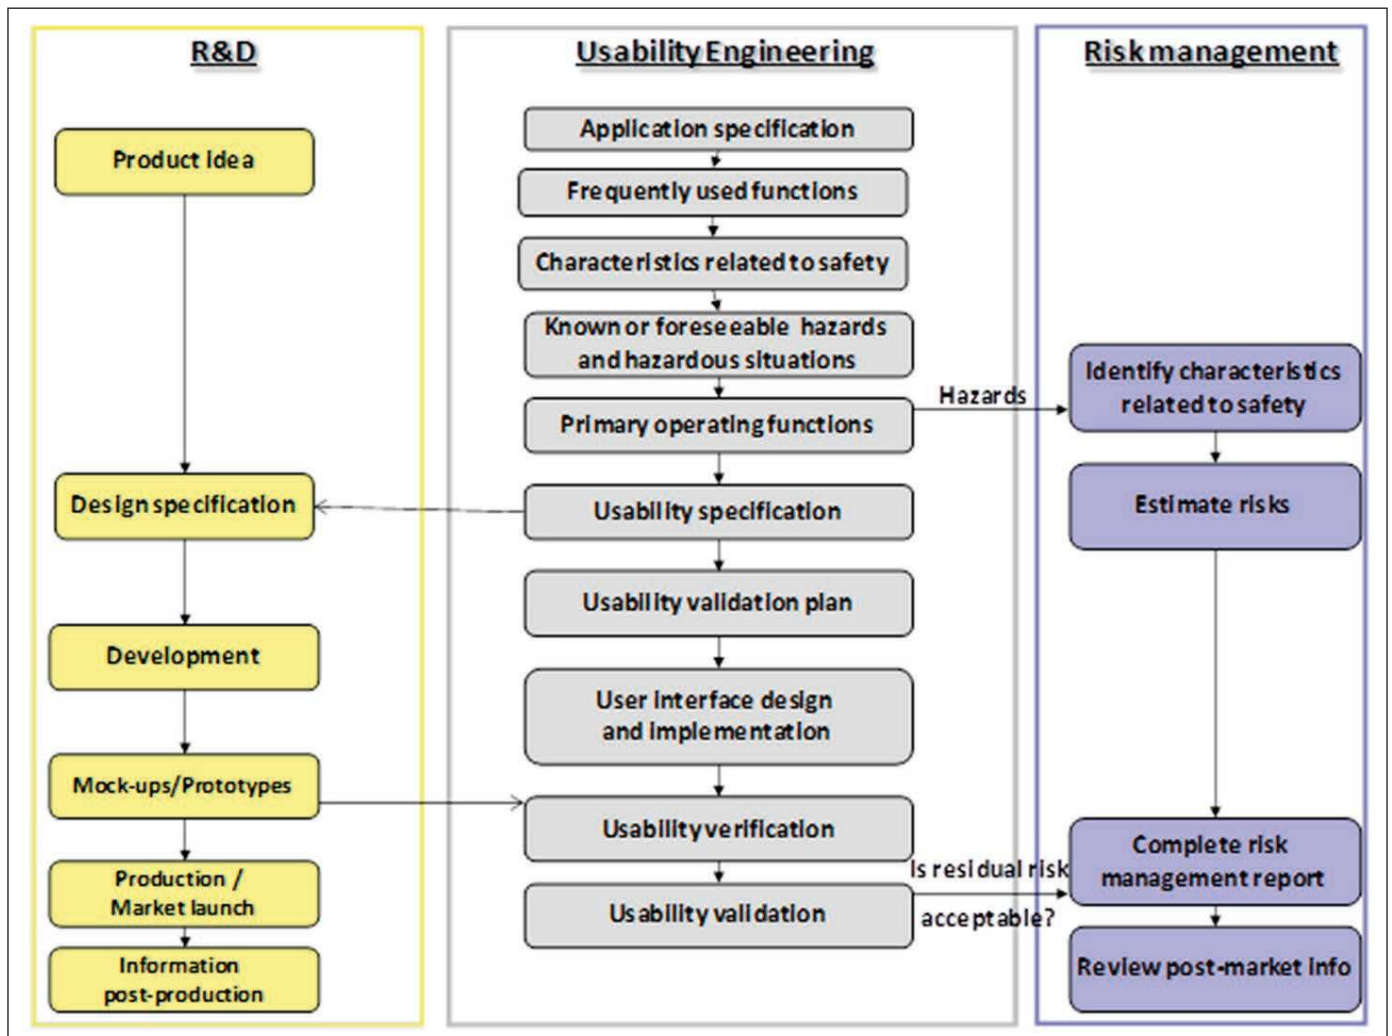 R&D
Product idea
Design specification
Development
Mock-ups/Prototypes
Production /
Market launch
Information
post-production
Usability Engineering
Application specification
Frequently used functions
Characteristics related to safety
Known or foreseeable hazards
and hazardous situations
Primary operating functions
Usability specification
Usability validation plan
User interface design
and implementation
Usability verification
Usability validation
Hazards
Is residual risk
acceptable?
Risk management
Identify characteristics
related to safety
Estimate risks
Complete risk
management report
Review post-market info